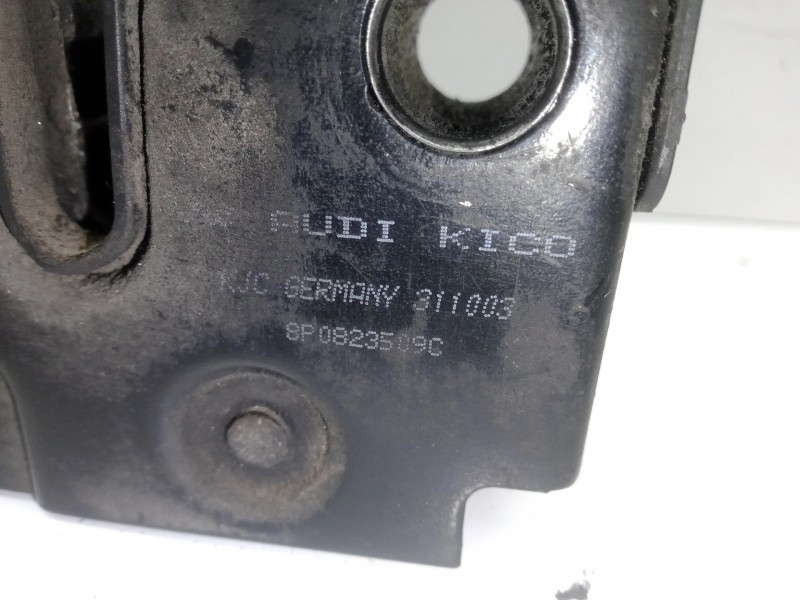 AUDI KICO
KJC GERMANY 311003
8P0823509C